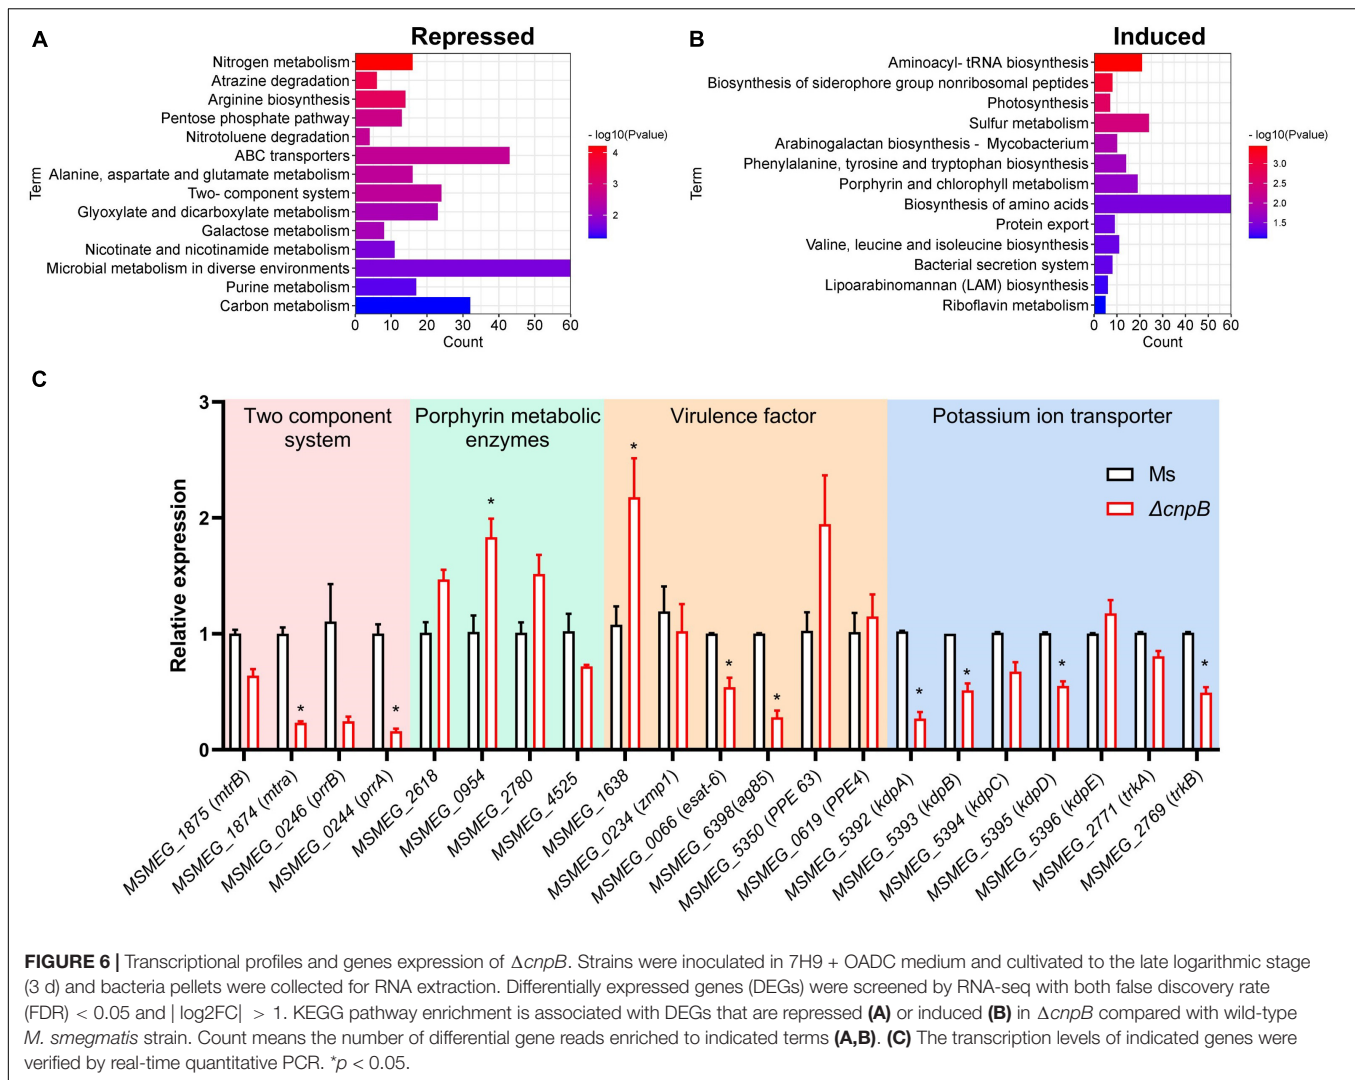 A
Repressed
Term
Nitrogen metabolism
Atrazine degradation
Arginine biosynthesis
Pentose phosphate pathway
Nitrotoluene degradation
ABC transporters
Alanine, aspartate and glutamate metabolism
Two- component system
Glyoxylate and dicarboxylate metabolism
Galactose metabolism
Nicotinate and nicotinamide metabolism
Microbial metabolism in diverse environments
Purine metabolism
Carbon metabolism
0 10 20 30 40 50 60
Count
- log10(Pvalue)
4
3
2
B
Induced
Term
Aminoacyl- tRNA biosynthesis
Biosynthesis of siderophore group nonribosomal peptides
Photosynthesis
Sulfur metabolism
Arabinogalactan biosynthesis - Mycobacterium
Phenylalanine, tyrosine and tryptophan biosynthesis
Porphyrin and chlorophyll metabolism
Biosynthesis of amino acids
Protein export
Valine, leucine and isoleucine biosynthesis
Bacterial secretion system
Lipoarabinomannan (LAM) biosynthesis
Riboflavin metabolism
0 10 20 30 40 50 60
Count
- log10(Pvalue)
3.0
2.5
2.0
1.5
C
Relative expression
3
2
1
0
Two component
system
Porphyrin metabolic
enzymes
Virulence factor
Potassium ion transporter
Ms
ΔcnpB
* * * * * * * * * *
MSMEG_1875 (mtrB)
MSMEG_1874 (mtra)
MSMEG_0246 (prrB)
MSMEG_0244 (prrA)
MSMEG_2618
MSMEG_0954
MSMEG_2780
MSMEG_4525
MSMEG_1638
MSMEG_0234 (zmp1)
MSMEG_0066 (esat-6)
MSMEG_6398(ag85)
MSMEG_5350 (PPE 63)
MSMEG_0619 (PPE4)
MSMEG_5392 (kdpA)
MSMEG_5393 (kdpB)
MSMEG_5394 (kdpC)
MSMEG_5395 (kdpD)
MSMEG_5396 (kdpE)
MSMEG_2771 (trkA)
MSMEG_2769 (trkB)
FIGURE 6 | Transcriptional profiles and genes expression of ΔcnpB. Strains were inoculated in 7H9 + OADC medium and cultivated to the late logarithmic stage
(3 d) and bacteria pellets were collected for RNA extraction. Differentially expressed genes (DEGs) were screened by RNA-seq with both false discovery rate
(FDR) < 0.05 and | log2FC| > 1. KEGG pathway enrichment is associated with DEGs that are repressed (A) or induced (B) in ΔcnpB compared with wild-type
M. smegmatis strain. Count means the number of differential gene reads enriched to indicated terms (A,B). (C) The transcription levels of indicated genes were
verified by real-time quantitative PCR. *p < 0.05.